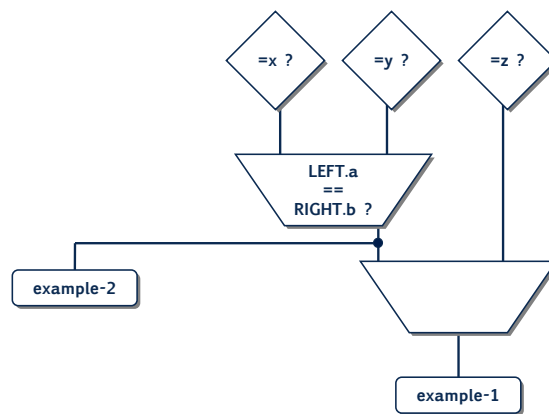 =x ?
=y ?
=z ?
LEFT.a
==
RIGHT.b ?
example-2
example-1